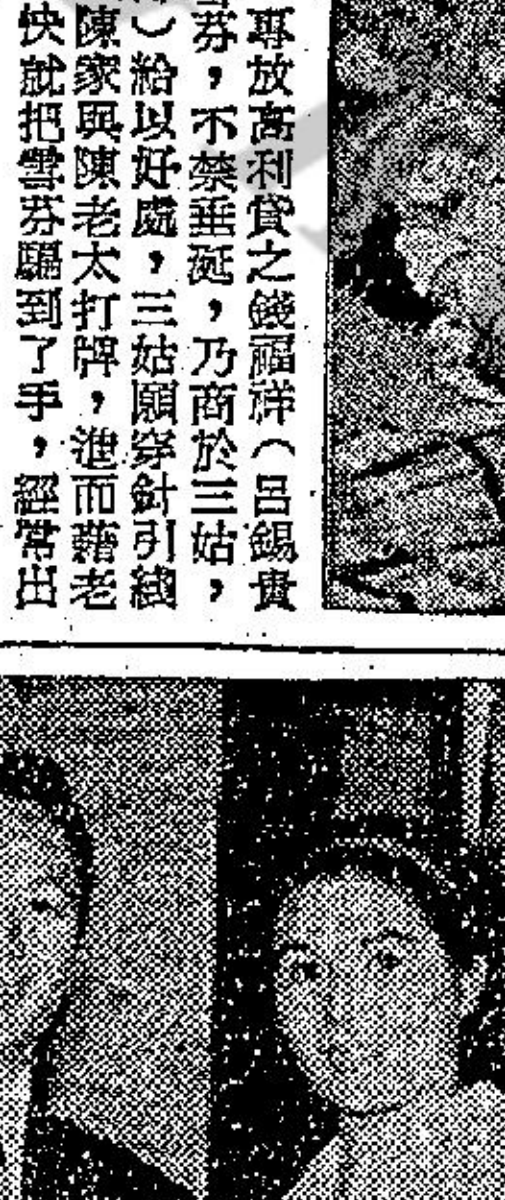 專放高利貸之錢福祥（呂錫貴
芬，不禁垂涎，乃商於三姑，
）給以好處，三姑願穿針引綫
陳家與陳老太打牌，進而藉老
快就把雲芬騙到了手，經常出